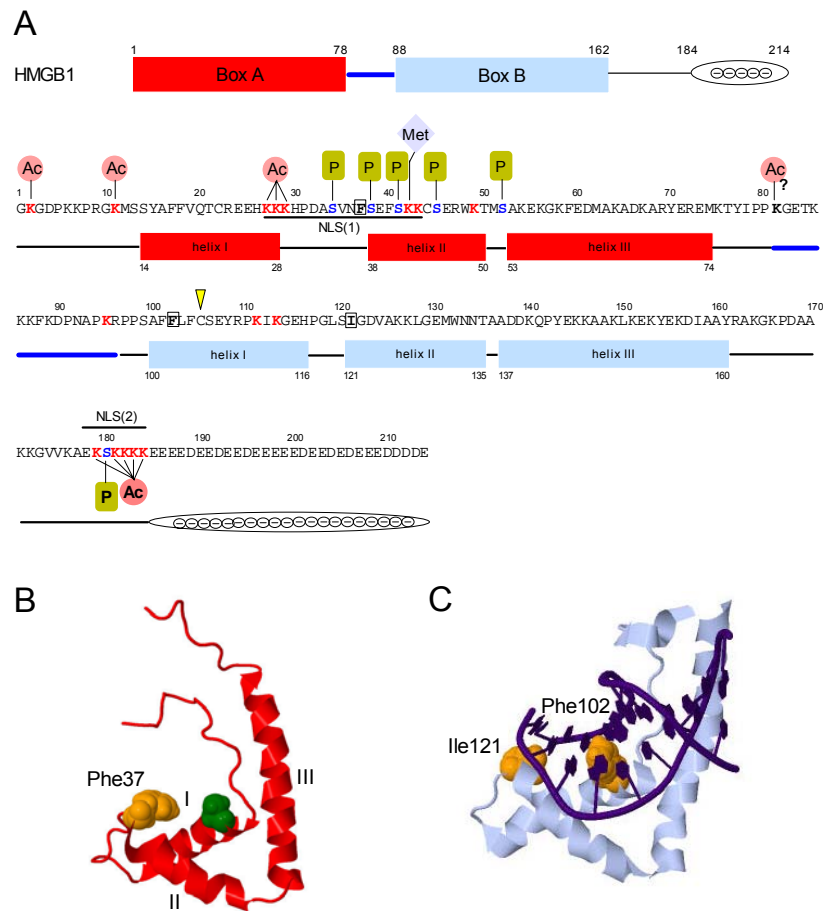 A
1 78 88 162 184 214
HMGB1
Box A
Box B
Met
Ac Ac Ac P P P P P Ac
?
1 10 20 30 40 50 60 70 80
GKGDPKKPRGKMSSYAFFVQTCREEHKKKHPDASVNFSEFSKKCSERWKTMSAKEKGKFEDMAKADKARYEREMKTYIPPKGETK
NLS(1)
helix I helix II helix III
14 28 38 50 53 74
90 100 110 120 130 140 150 160 170
KKFKDPNAPKRPPSAFFLFCSEYRPKIKGEHPGLSIGDVAKKLGEMWNNTAADDKQPYEKKAAKLKEKYEKDIAAYRAKGKPDAA
helix I helix II helix III
100 116 121 135 137 160
NLS(2)
180 190 200 210
KKGVVKAEKSKKKKEEEEDEEDEEDEEEEEDEEDEDEEEDDDDE
P Ac
B
Phe37
I
II
III
C
Phe102
Ile121